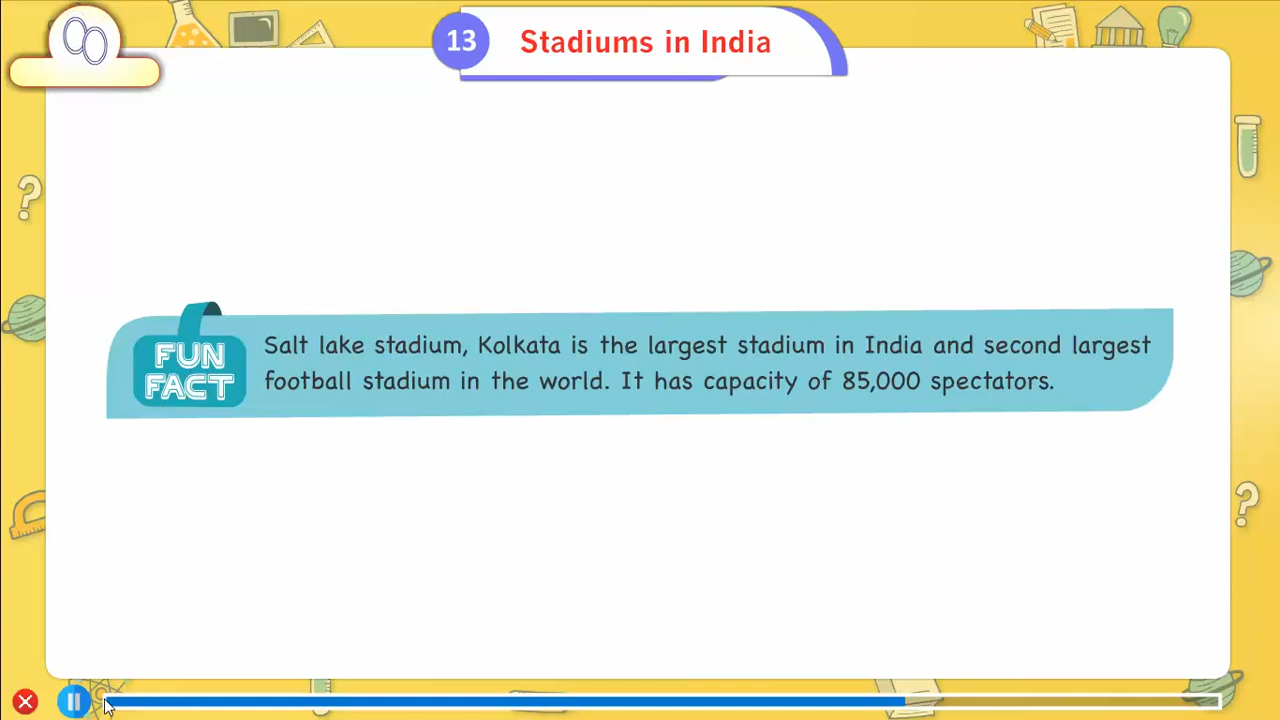 13 Stadiums in India
FUN
FACT
Salt lake stadium, Kolkata is the largest stadium in India and second largest
football stadium in the world. It has capacity of 85,000 spectators.